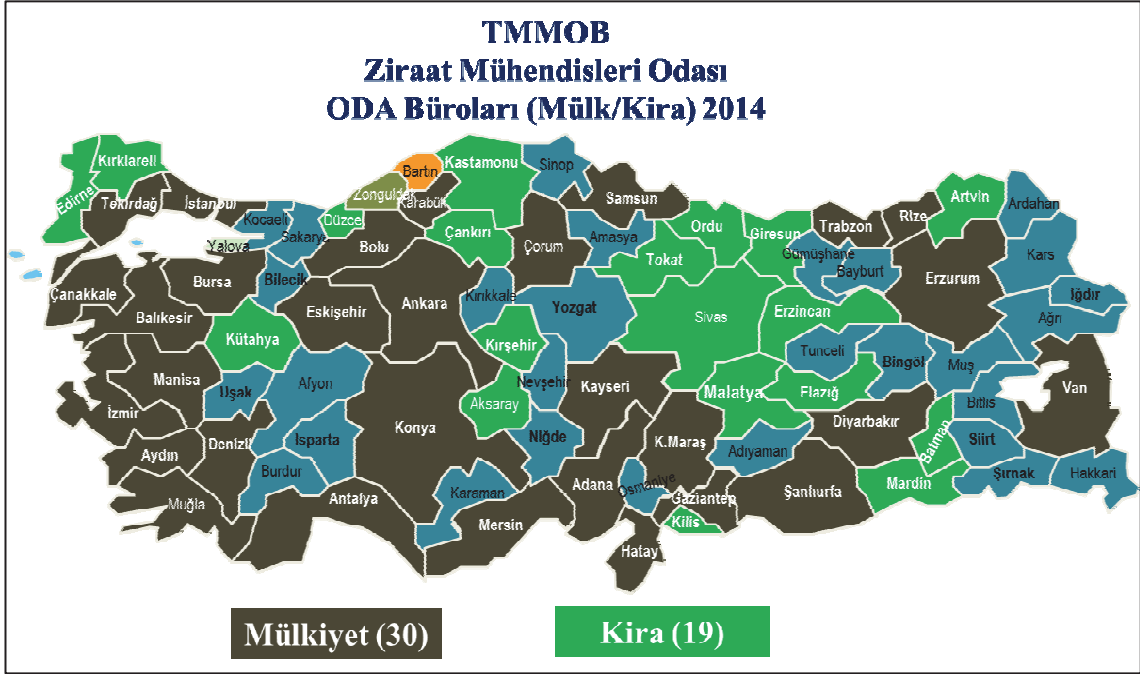 TMMOB
Ziraat Mühendisleri Odası
ODA Büroları (Mülk/Kira) 2014
Kırklareli
Edirne
Tekirdağ
İstanbul
Kocaeli
Yalova
Sakarya
Düzce
Zonguldak
Bartın
Karabük
Kastamonu
Sinop
Samsun
Ordu
Giresun
Trabzon
Rize
Artvin
Ardahan
Bolu
Çankırı
Çorum
Amasya
Tokat
Gümüşhane
Bayburt
Erzurum
Kars
Iğdır
Ağrı
Çanakkale
Bursa
Bilecik
Balıkesir
Eskişehir
Ankara
Kırıkkale
Yozgat
Sivas
Erzincan
Kütahya
Kırşehir
Tunceli
Bingöl
Muş
Manisa
Uşak
Afyon
Nevşehir
Kayseri
Malatya
Elazığ
Van
Bitlis
İzmir
Aksaray
Konya
Diyarbakır
Batman
Siirt
Aydın
Denizli
Isparta
Niğde
K.Maraş
Adıyaman
Burdur
Şırnak
Hakkari
Muğla
Antalya
Karaman
Mersin
Adana
Osmaniya
Gaziantep
Şanlıurfa
Mardin
Kilis
Hatay
Mülkiyet (30)
Kira (19)